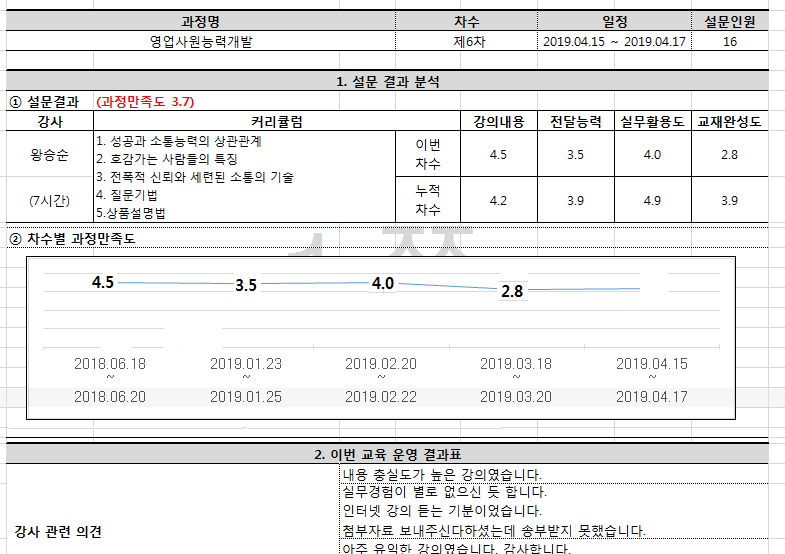 과정명 차수 일정 설문인원
영업사원능력개발 제6차 2019.04.15 ~ 2019.04.17 16
1. 설문 결과 분석
① 설문결과 (과정만족도 3.7)
강사 커리큘럼 강의내용 전달능력 실무활용도 교재완성도
왕승순
(7시간)
1. 성공과 소통능력의 상관관계
2. 호감가는 사람들의 특징
3. 전폭적 신뢰와 세련된 소통의 기술
4. 질문기법
5.상품설명법
이번
차수
4.5 3.5 4.0 2.8
누적
차수
4.2 3.9 4.9 3.9
② 차수별 과정만족도
4.5 3.5 4.0 2.8
2018.06.18 2019.01.23 2019.02.20 2019.03.18 2019.04.15
~ ~ ~ ~ ~
2018.06.20 2019.01.25 2019.02.22 2019.03.20 2019.04.17
2. 이번 교육 운영 결과표
강사 관련 의견
내용 충실도가 높은 강의였습니다.
실무경험이 별로 없으신 듯 합니다.
인터넷 강의 듣는 기분이었습니다.
첨부자료 보내주신다하셨는데 송부받지 못했습니다.
아주 유익한 강의였습니다. 감사합니다.